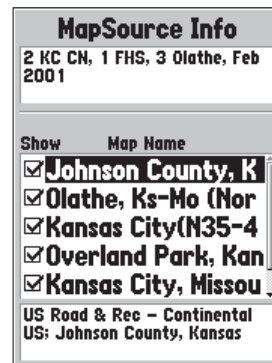 MapSource Info
2 KC CN, 1 FHS, 3 Olathe, Feb
2001
Show Map Name
Johnson County, K
Olathe, Ks-Mo (Nor
Kansas City(N35-4
Overland Park, Kan
Kansas City, Missou
US Road & Rec - Continental
US; Johnson County, Kansas